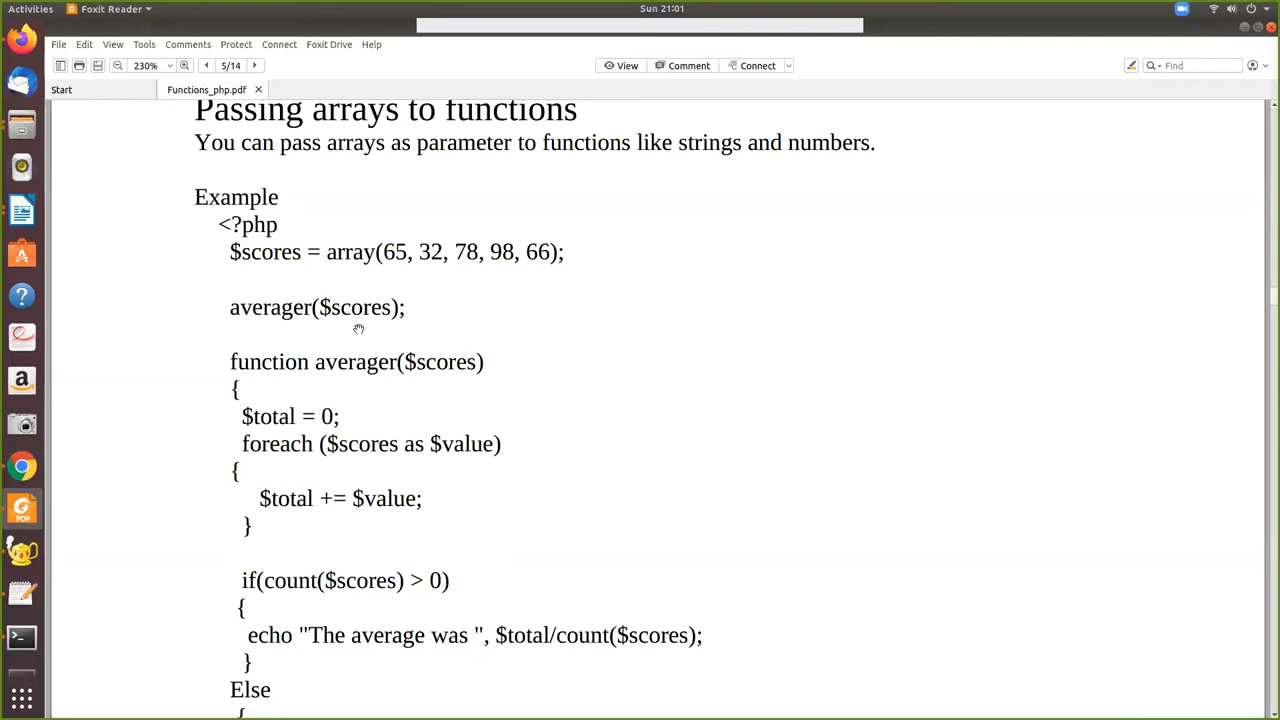 Activities
Foxit Reader
Sun 21:01
File Edit View Tools Comments Protect Connect Foxit Drive Help
230%
5/14
View
Comment
Connect
Find
Start
Functions_php.pdf
Passing arrays to functions
You can pass arrays as parameter to functions like strings and numbers.
Example
<?php
$scores = array(65, 32, 78, 98, 66);
averager($scores);
function averager($scores)
{
$total = 0;
foreach ($scores as $value)
{
$total += $value;
}
if(count($scores) > 0)
{
echo "The average was ", $total/count($scores);
}
Else
{
PDF